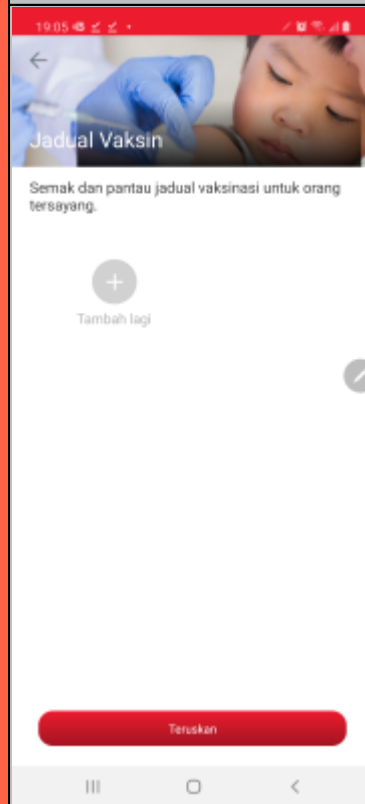 19:05
Jadual Vaksin
Semak dan pantau jadual vaksinasi untuk orang
tersayang.
Tambah lagi
Teruskan